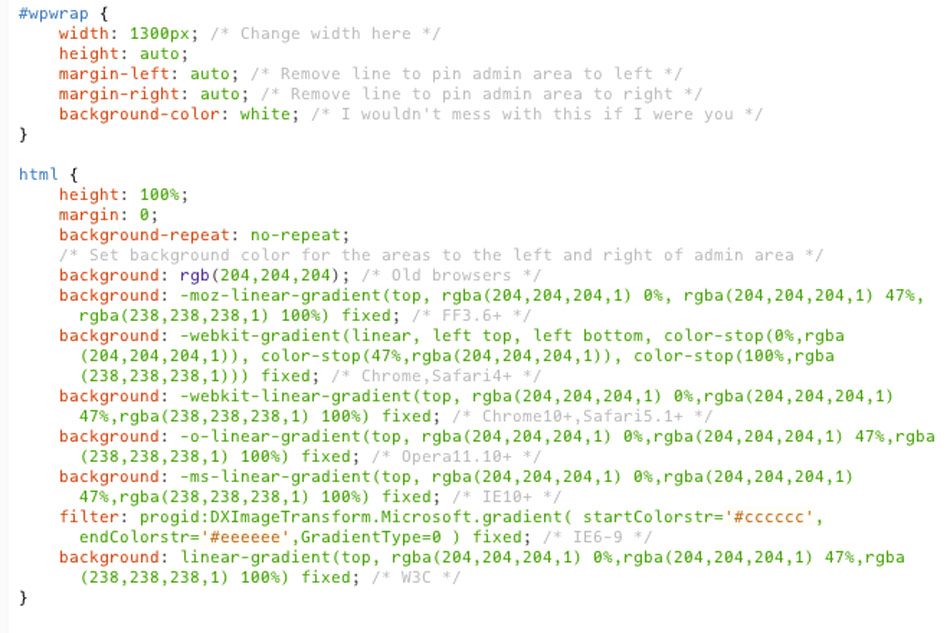 #wpwrap {
    width: 1300px; /* Change width here */
    height: auto;
    margin-left: auto; /* Remove line to pin admin area to left */
    margin-right: auto; /* Remove line to pin admin area to right */
    background-color: white; /* I wouldn't mess with this if I were you */
}

html {
    height: 100%;
    margin: 0;
    background-repeat: no-repeat;
    /* Set background color for the areas to the left and right of admin area */
    background: rgb(204,204,204); /* Old browsers */
    background: -moz-linear-gradient(top, rgba(204,204,204,1) 0%, rgba(204,204,204,1) 47%,
      rgba(238,238,238,1) 100%) fixed; /* FF3.6+ */
    background: -webkit-gradient(linear, left top, left bottom, color-stop(0%,rgba
      (204,204,204,1)), color-stop(47%,rgba(204,204,204,1)), color-stop(100%,rgba
      (238,238,238,1))) fixed; /* Chrome,Safari4+ */
    background: -webkit-linear-gradient(top, rgba(204,204,204,1) 0%,rgba(204,204,204,1)
      47%,rgba(238,238,238,1) 100%) fixed; /* Chrome10+,Safari5.1+ */
    background: -o-linear-gradient(top, rgba(204,204,204,1) 0%,rgba(204,204,204,1) 47%,rgba
      (238,238,238,1) 100%) fixed; /* Opera11.10+ */
    background: -ms-linear-gradient(top, rgba(204,204,204,1) 0%,rgba(204,204,204,1)
      47%,rgba(238,238,238,1) 100%) fixed; /* IE10+ */
    filter: progid:DXImageTransform.Microsoft.gradient( startColorstr='#cccccc',
      endColorstr='#eeeeee',GradientType=0 ) fixed; /* IE6-9 */
    background: linear-gradient(top, rgba(204,204,204,1) 0%,rgba(204,204,204,1) 47%,rgba
      (238,238,238,1) 100%) fixed; /* W3C */
}